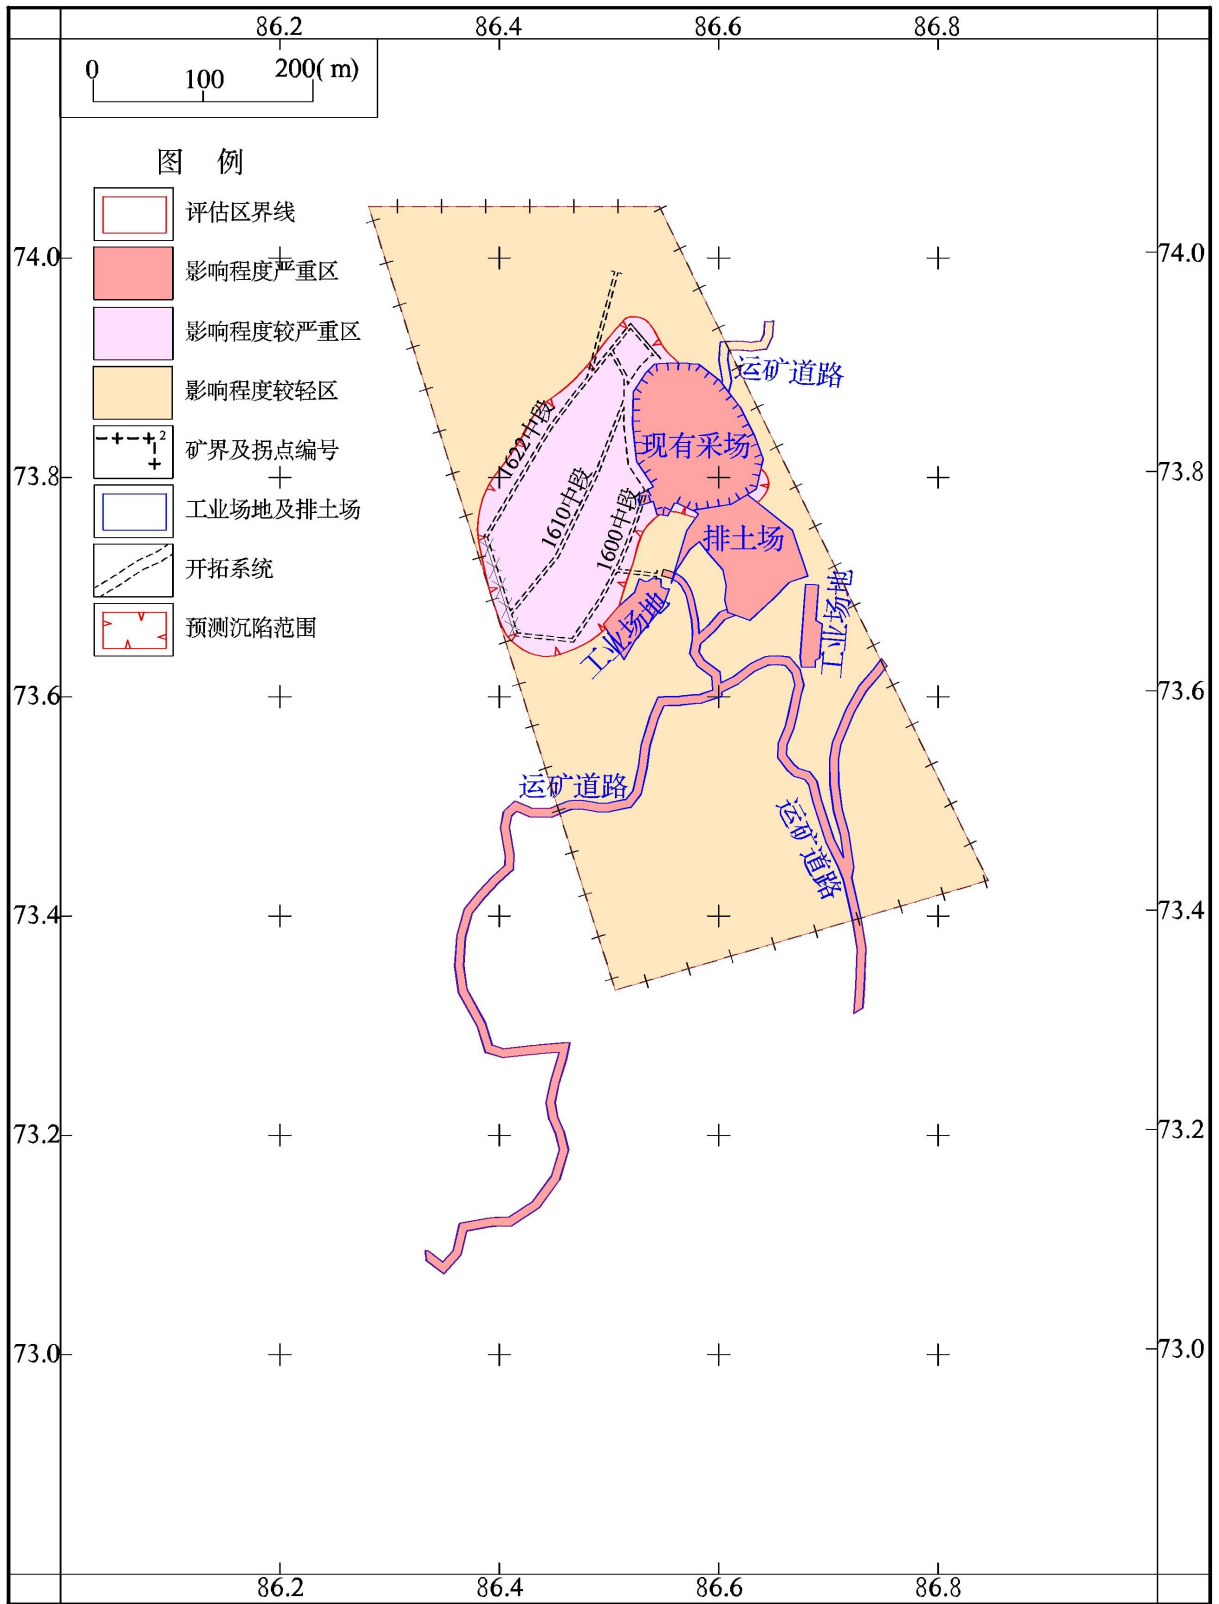 86.2 86.4 86.6 86.8
0 100 200( m)
图 例
评估区界线
影响程度严重区
影响程度较严重区
影响程度较轻区
2
矿界及拐点编号
工业场地及排土场
开拓系统
预测沉陷范围
74.0 74.0
运矿道路
现有采场
1622中段
73.8 73.8
1610中段
1600中段
排土场
工业场地
工业场地
73.6 73.6
运矿道路
运矿道路
73.4 73.4
73.2 73.2
73.0 73.0
86.2 86.4 86.6 86.8